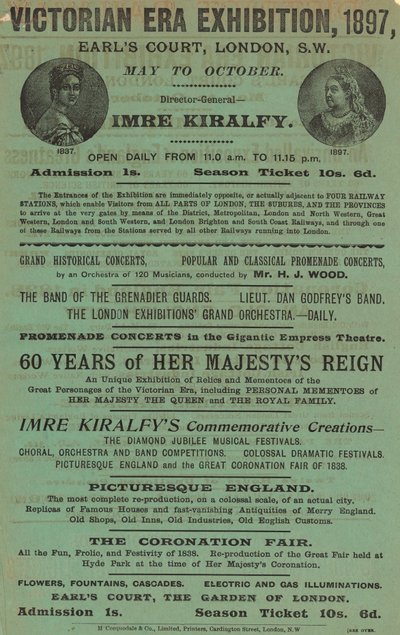 VICTORIAN ERA EXHIBITION, 1897,
EARL'S COURT, LONDON, S.W.
MAY TO OCTOBER.
Director-General—
IMRE KIRALFY.
1837.
1897.
OPEN DAILY FROM 11.0 a.m. TO 11.15 p.m.
Admission 1s. Season Ticket 10s. 6d.
The Entrances of the Exhibition are immediately opposite, or actually adjacent to FOUR RAILWAY
STATIONS, which enable Visitors from ALL PARTS OF LONDON, THE SUBURBS, AND THE PROVINCES
to arrive at the very gates by means of the District, Metropolitan, London and North Western, Great
Western, London and South Western, and London Brighton and South Coast Railways, and through one
of these Railways from the Stations served by all other Railways running into London.
GRAND HISTORICAL CONCERTS, POPULAR AND CLASSICAL PROMENADE CONCERTS,
by an Orchestra of 120 Musicians, conducted by Mr. H. J. WOOD.
THE BAND OF THE GRENADIER GUARDS. LIEUT. DAN GODFREY'S BAND.
THE LONDON EXHIBITIONS' GRAND ORCHESTRA.—DAILY.
PROMENADE CONCERTS in the Gigantic Empress Theatre.
60 YEARS of HER MAJESTY'S REIGN
An Unique Exhibition of Relics and Mementoes of the
Great Personages of the Victorian Era, including PERSONAL MEMENTOES of
HER MAJESTY THE QUEEN and THE ROYAL FAMILY.
IMRE KIRALFY'S Commemorative Creations—
THE DIAMOND JUBILEE MUSICAL FESTIVALS.
CHORAL, ORCHESTRA AND BAND COMPETITIONS. COLOSSAL DRAMATIC FESTIVALS.
PICTURESQUE ENGLAND and the GREAT CORONATION FAIR OF 1838.
PICTURESQUE ENGLAND.
The most complete re-production, on a colossal scale, of an actual city.
Replicas of Famous Houses and fast-vanishing Antiquities of Merry England.
Old Shops, Old Inns, Old Industries, Old English Customs.
THE CORONATION FAIR.
All the Fun, Frolic, and Festivity of 1838. Re-production of the Great Fair held at
Hyde Park at the time of Her Majesty's Coronation.
FLOWERS, FOUNTAINS, CASCADES. ELECTRIC AND GAS ILLUMINATIONS.
EARL'S COURT, THE GARDEN OF LONDON.
Admission 1s. Season Ticket 10s. 6d.
M'Corquodale & Co., Limited, Printers, Cardington Street, London, N.W
[SEE OVER.